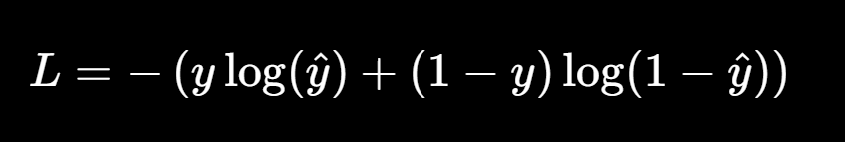 L = − (y log(ŷ) + (1 − y) log(1 − ŷ))